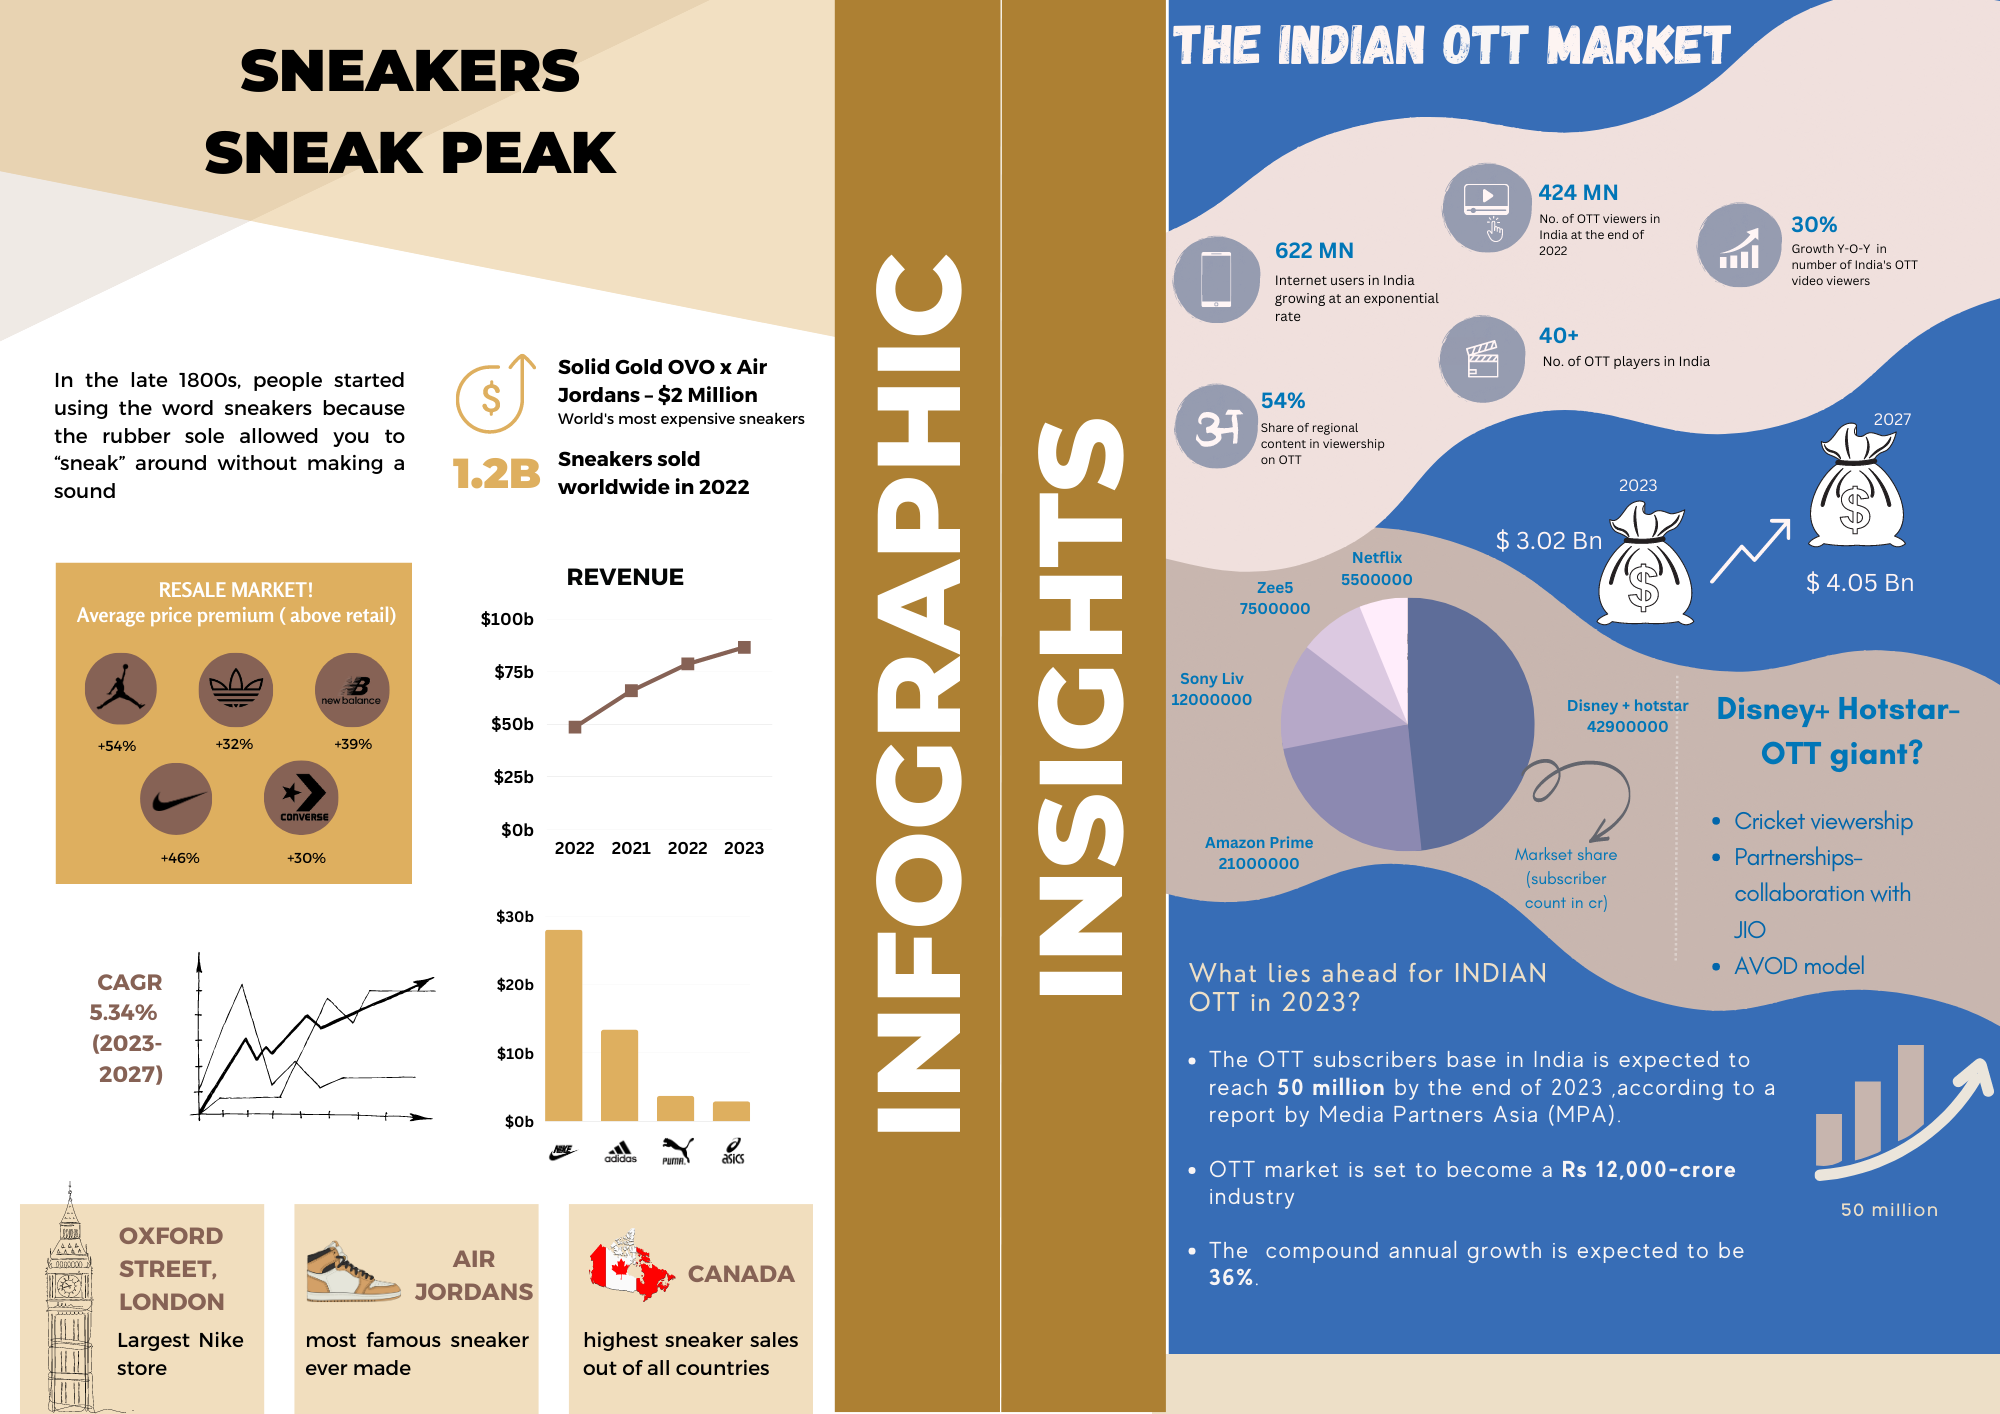 SNEAKERS
SNEAK PEAK
In the late 1800s, people started
using the word sneakers because
the rubber sole allowed you to
“sneak” around without making a
sound
$
Solid Gold OVO x Air
Jordans – $2 Million
World's most expensive sneakers
1.2B
Sneakers sold
worldwide in 2022
RESALE MARKET!
Average price premium ( above retail)
new balance
+54%
+32%
+39%
CONVERSE
+46%
+30%
REVENUE
$100b
$75b
$50b
$25b
$0b
2022 2021 2022 2023
CAGR
5.34%
(2023-
2027)
$30b
$20b
$10b
$0b
NIKE
adidas
PUMA
asics
OXFORD
STREET,
LONDON
Largest Nike
store
AIR
JORDANS
most famous sneaker
ever made
CANADA
highest sneaker sales
out of all countries
INFOGRAPHIC
INSIGHTS
THE INDIAN OTT MARKET
622 MN
Internet users in India
growing at an exponential
rate
424 MN
No. of OTT viewers in
India at the end of
2022
30%
Growth Y-O-Y in
number of India's OTT
video viewers
40+
No. of OTT players in India
अ
54%
Share of regional
content in viewership
on OTT
2023
$ 3.02 Bn
$
2027
$
$ 4.05 Bn
Netflix
5500000
Zee5
7500000
Sony Liv
12000000
Amazon Prime
21000000
Disney + hotstar
42900000
Markset share
(subscriber
count in cr)
Disney+ Hotstar-
OTT giant?
• Cricket viewership
• Partnerships-
collaboration with
JIO
• AVOD model
What lies ahead for INDIAN
OTT in 2023?
• The OTT subscribers base in India is expected to
reach 50 million by the end of 2023 ,according to a
report by Media Partners Asia (MPA).
• OTT market is set to become a Rs 12,000-crore
industry
• The compound annual growth is expected to be
36%.
50 million